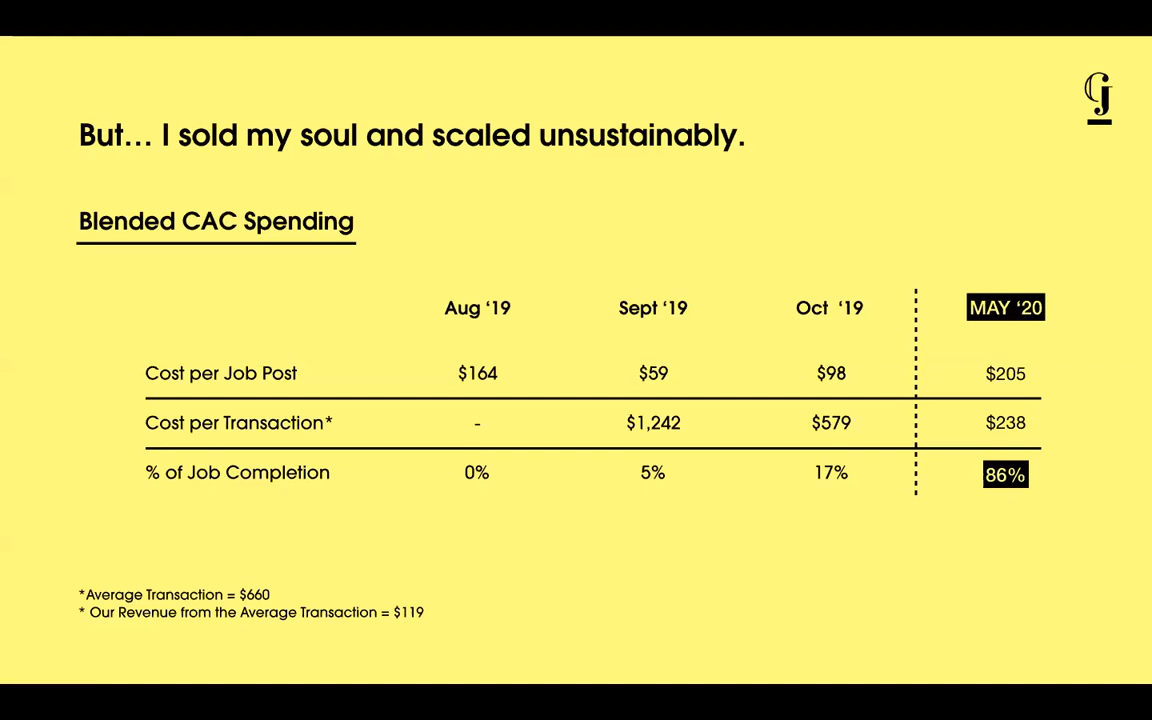 GJ
But... I sold my soul and scaled unsustainably.
Blended CAC Spending
Aug ‘19 Sept ‘19 Oct ‘19 MAY ‘20
Cost per Job Post $164 $59 $98 $205
Cost per Transaction* - $1,242 $579 $238
% of Job Completion 0% 5% 17% 86%
*Average Transaction = $660
* Our Revenue from the Average Transaction = $119